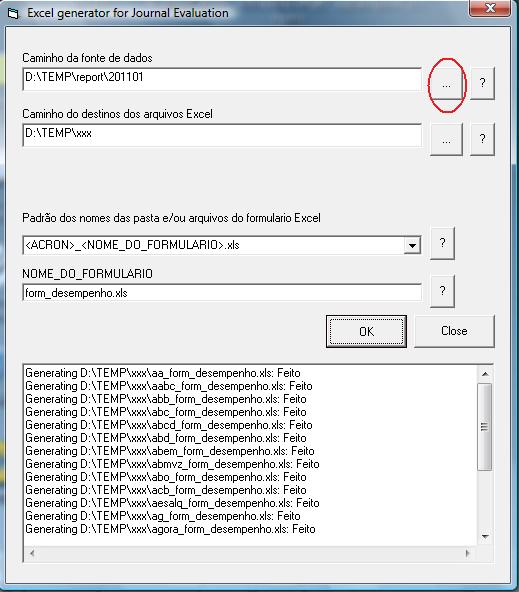 Excel generator for Journal Evaluation
Caminho da fonte de dados
D:\TEMP\report\201101
... ?
Caminho do destinos dos arquivos Excel
D:\TEMP\xxx
... ?
Padrão dos nomes das pasta e/ou arquivos do formulario Excel
<ACRON>_<NOME_DO_FORMULARIO>.xls
?
NOME_DO_FORMULARIO
form_desempenho.xls
?
OK Close
Generating D:\TEMP\xxx\aa_form_desempenho.xls: Feito
Generating D:\TEMP\xxx\aabc_form_desempenho.xls: Feito
Generating D:\TEMP\xxx\abb_form_desempenho.xls: Feito
Generating D:\TEMP\xxx\abc_form_desempenho.xls: Feito
Generating D:\TEMP\xxx\abcd_form_desempenho.xls: Feito
Generating D:\TEMP\xxx\abd_form_desempenho.xls: Feito
Generating D:\TEMP\xxx\abem_form_desempenho.xls: Feito
Generating D:\TEMP\xxx\abmvz_form_desempenho.xls: Feito
Generating D:\TEMP\xxx\abo_form_desempenho.xls: Feito
Generating D:\TEMP\xxx\acb_form_desempenho.xls: Feito
Generating D:\TEMP\xxx\aesalq_form_desempenho.xls: Feito
Generating D:\TEMP\xxx\ag_form_desempenho.xls: Feito
Generating D:\TEMP\xxx\agora_form_desempenho.xls: Feito